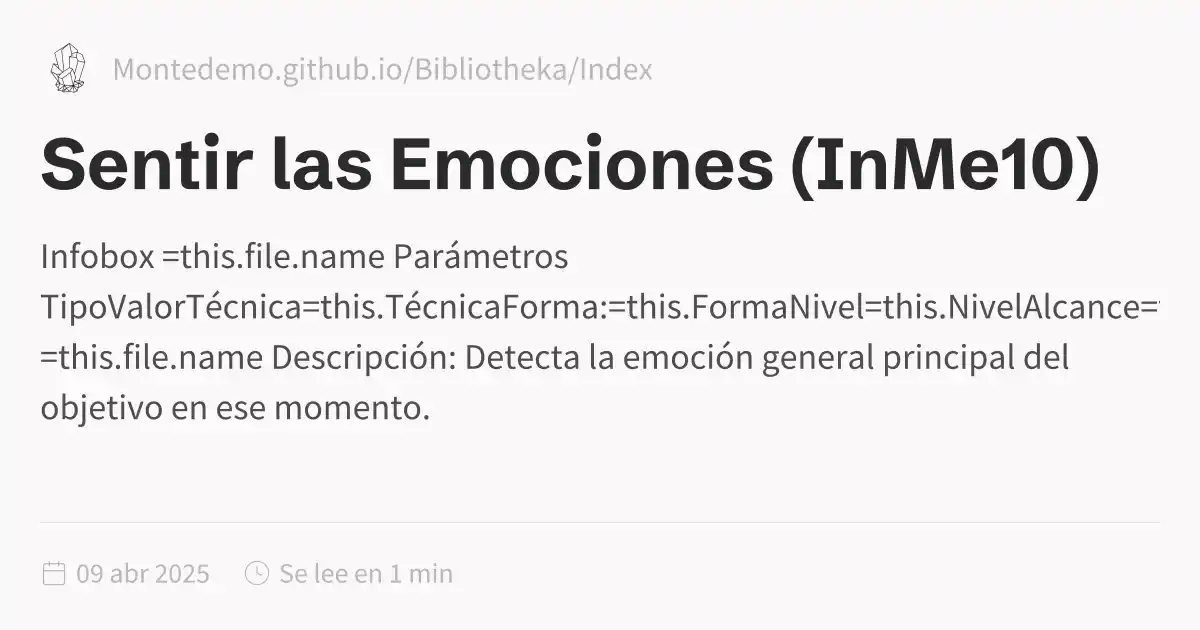 Montedemo.github.io/Bibliotheka/Index
Sentir las Emociones (InMe10)
Infobox =this.file.name Parámetros
TipoValorTécnica=this.TécnicaForma:=this.FormaNivel=this.NivelAlcance=
=this.file.name Descripción: Detecta la emoción general principal del
objetivo en ese momento.
09 abr 2025 Se lee en 1 min